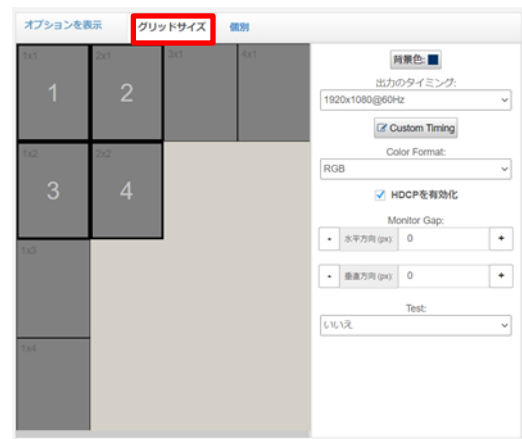 オプションを表示 グリッドサイズ 個別
1x1 2x1 3x1 4x1
1 2
1x2 2x2
3 4
1x3
1x4
背景色:
出力のタイミング:
1920x1080@60Hz
Custom Timing
Color Format:
RGB
HDCPを有効化
Monitor Gap:
- 水平方向 (px): 0 +
- 垂直方向 (px): 0 +
Test:
いいえ